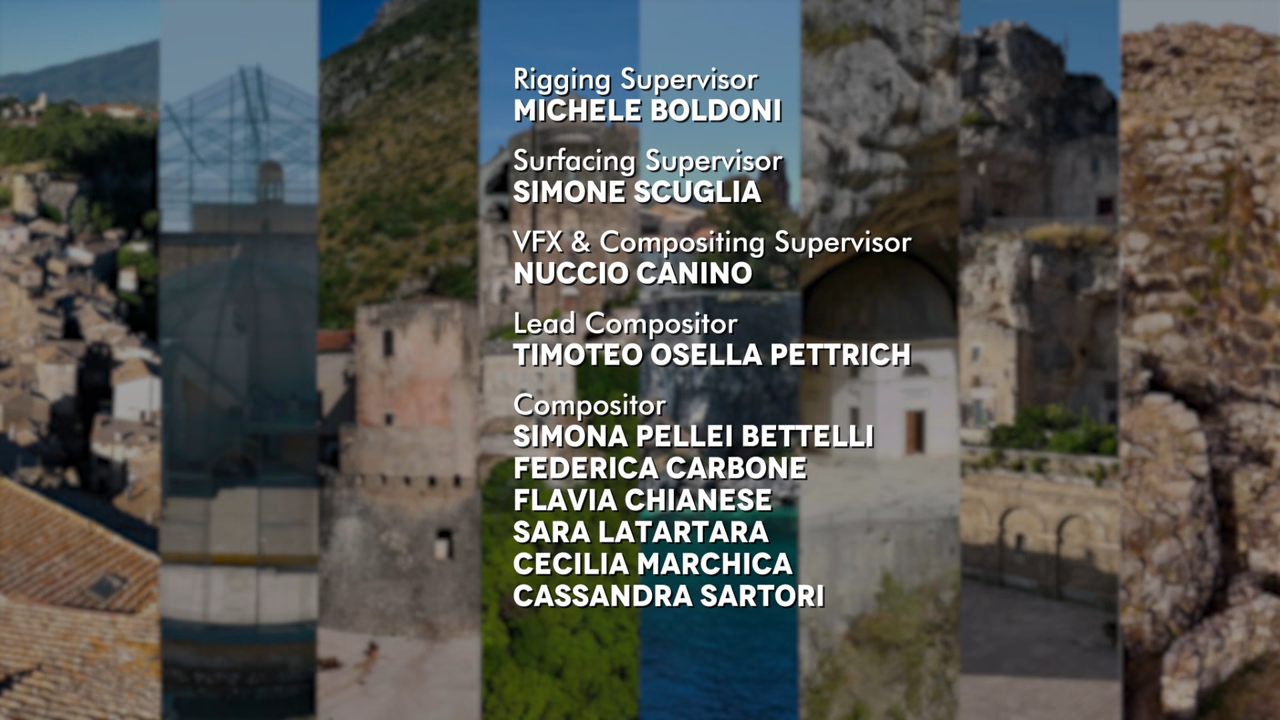 Rigging Supervisor
MICHELE BOLDONI
Surfacing Supervisor
SIMONE SCUGLIA
VFX & Compositing Supervisor
NUCCIO CANINO
Lead Compositor
TIMOTEO OSELLA PETTRICH
Compositor
SIMONA PELLEI BETTELLI
FEDERICA CARBONE
FLAVIA CHIANESE
SARA LATARTARA
CECILIA MARCHICA
CASSANDRA SARTORI